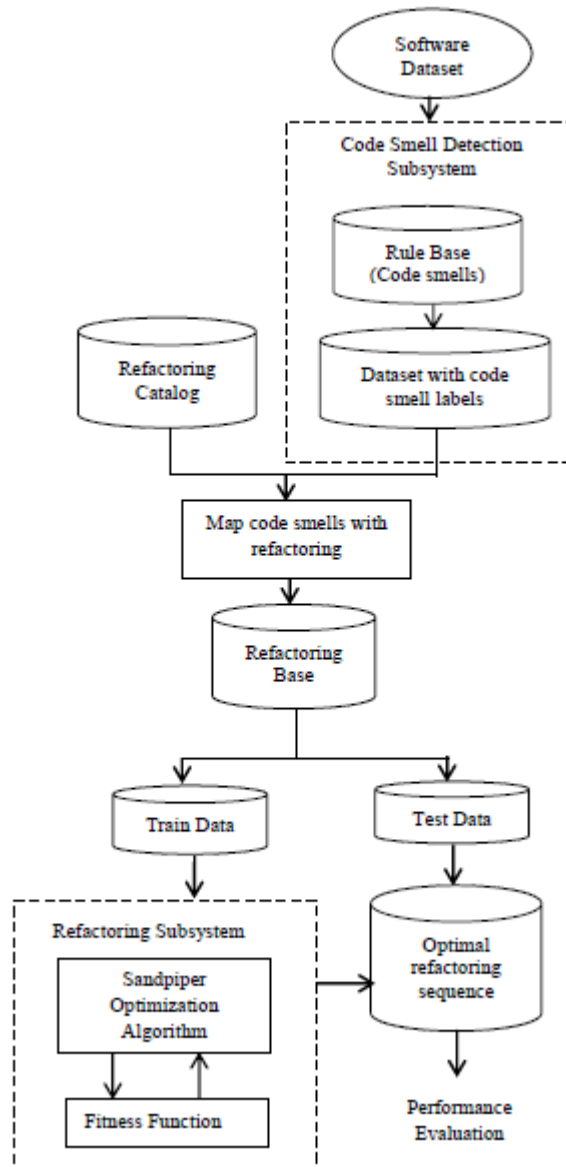 Software
Dataset
Code Smell Detection
Subsystem
Rule Base
(Code smells)
Refactoring
Catalog
Dataset with code
smell labels
Map code smells with
refactoring
Refactoring
Base
Train Data
Test Data
Refactoring Subsystem
Sandpiper
Optimization
Algorithm
Fitness Function
Optimal
refactoring
sequence
Performance
Evaluation